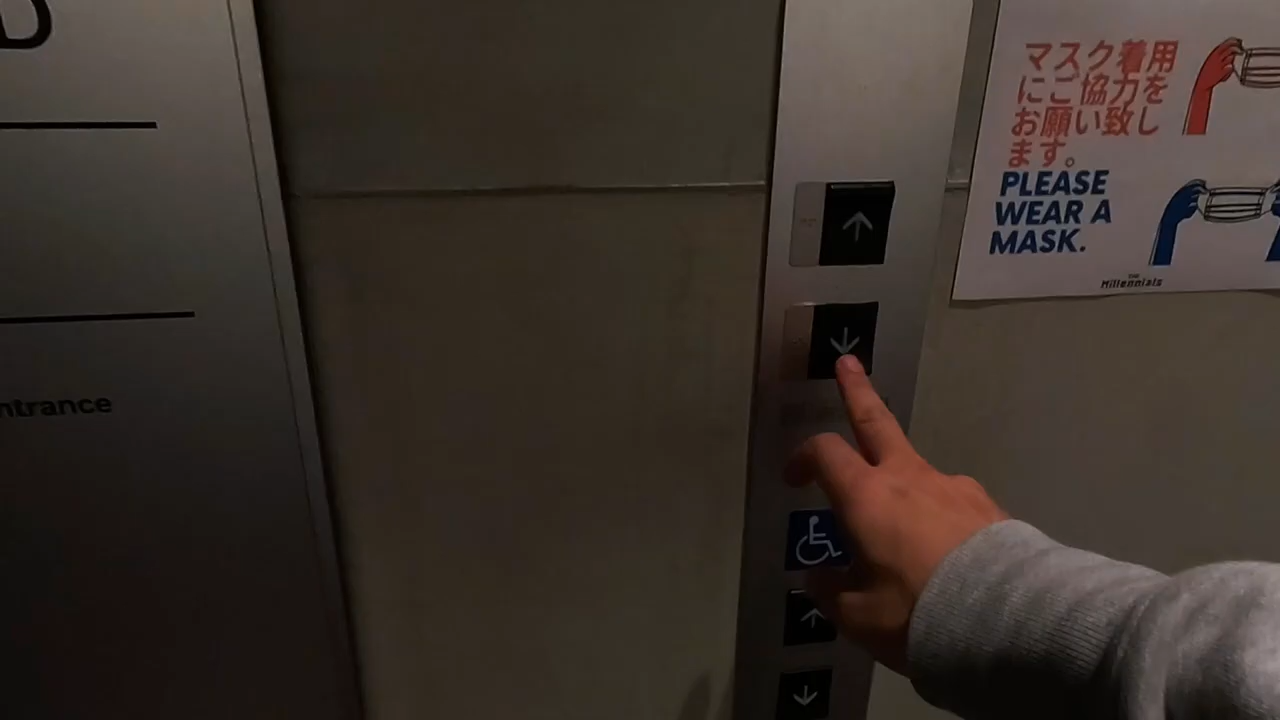 D
ntrance
マスク着用
にご協力を
お願い致し
ます。
PLEASE
WEAR A
MASK.
THE
Millennials